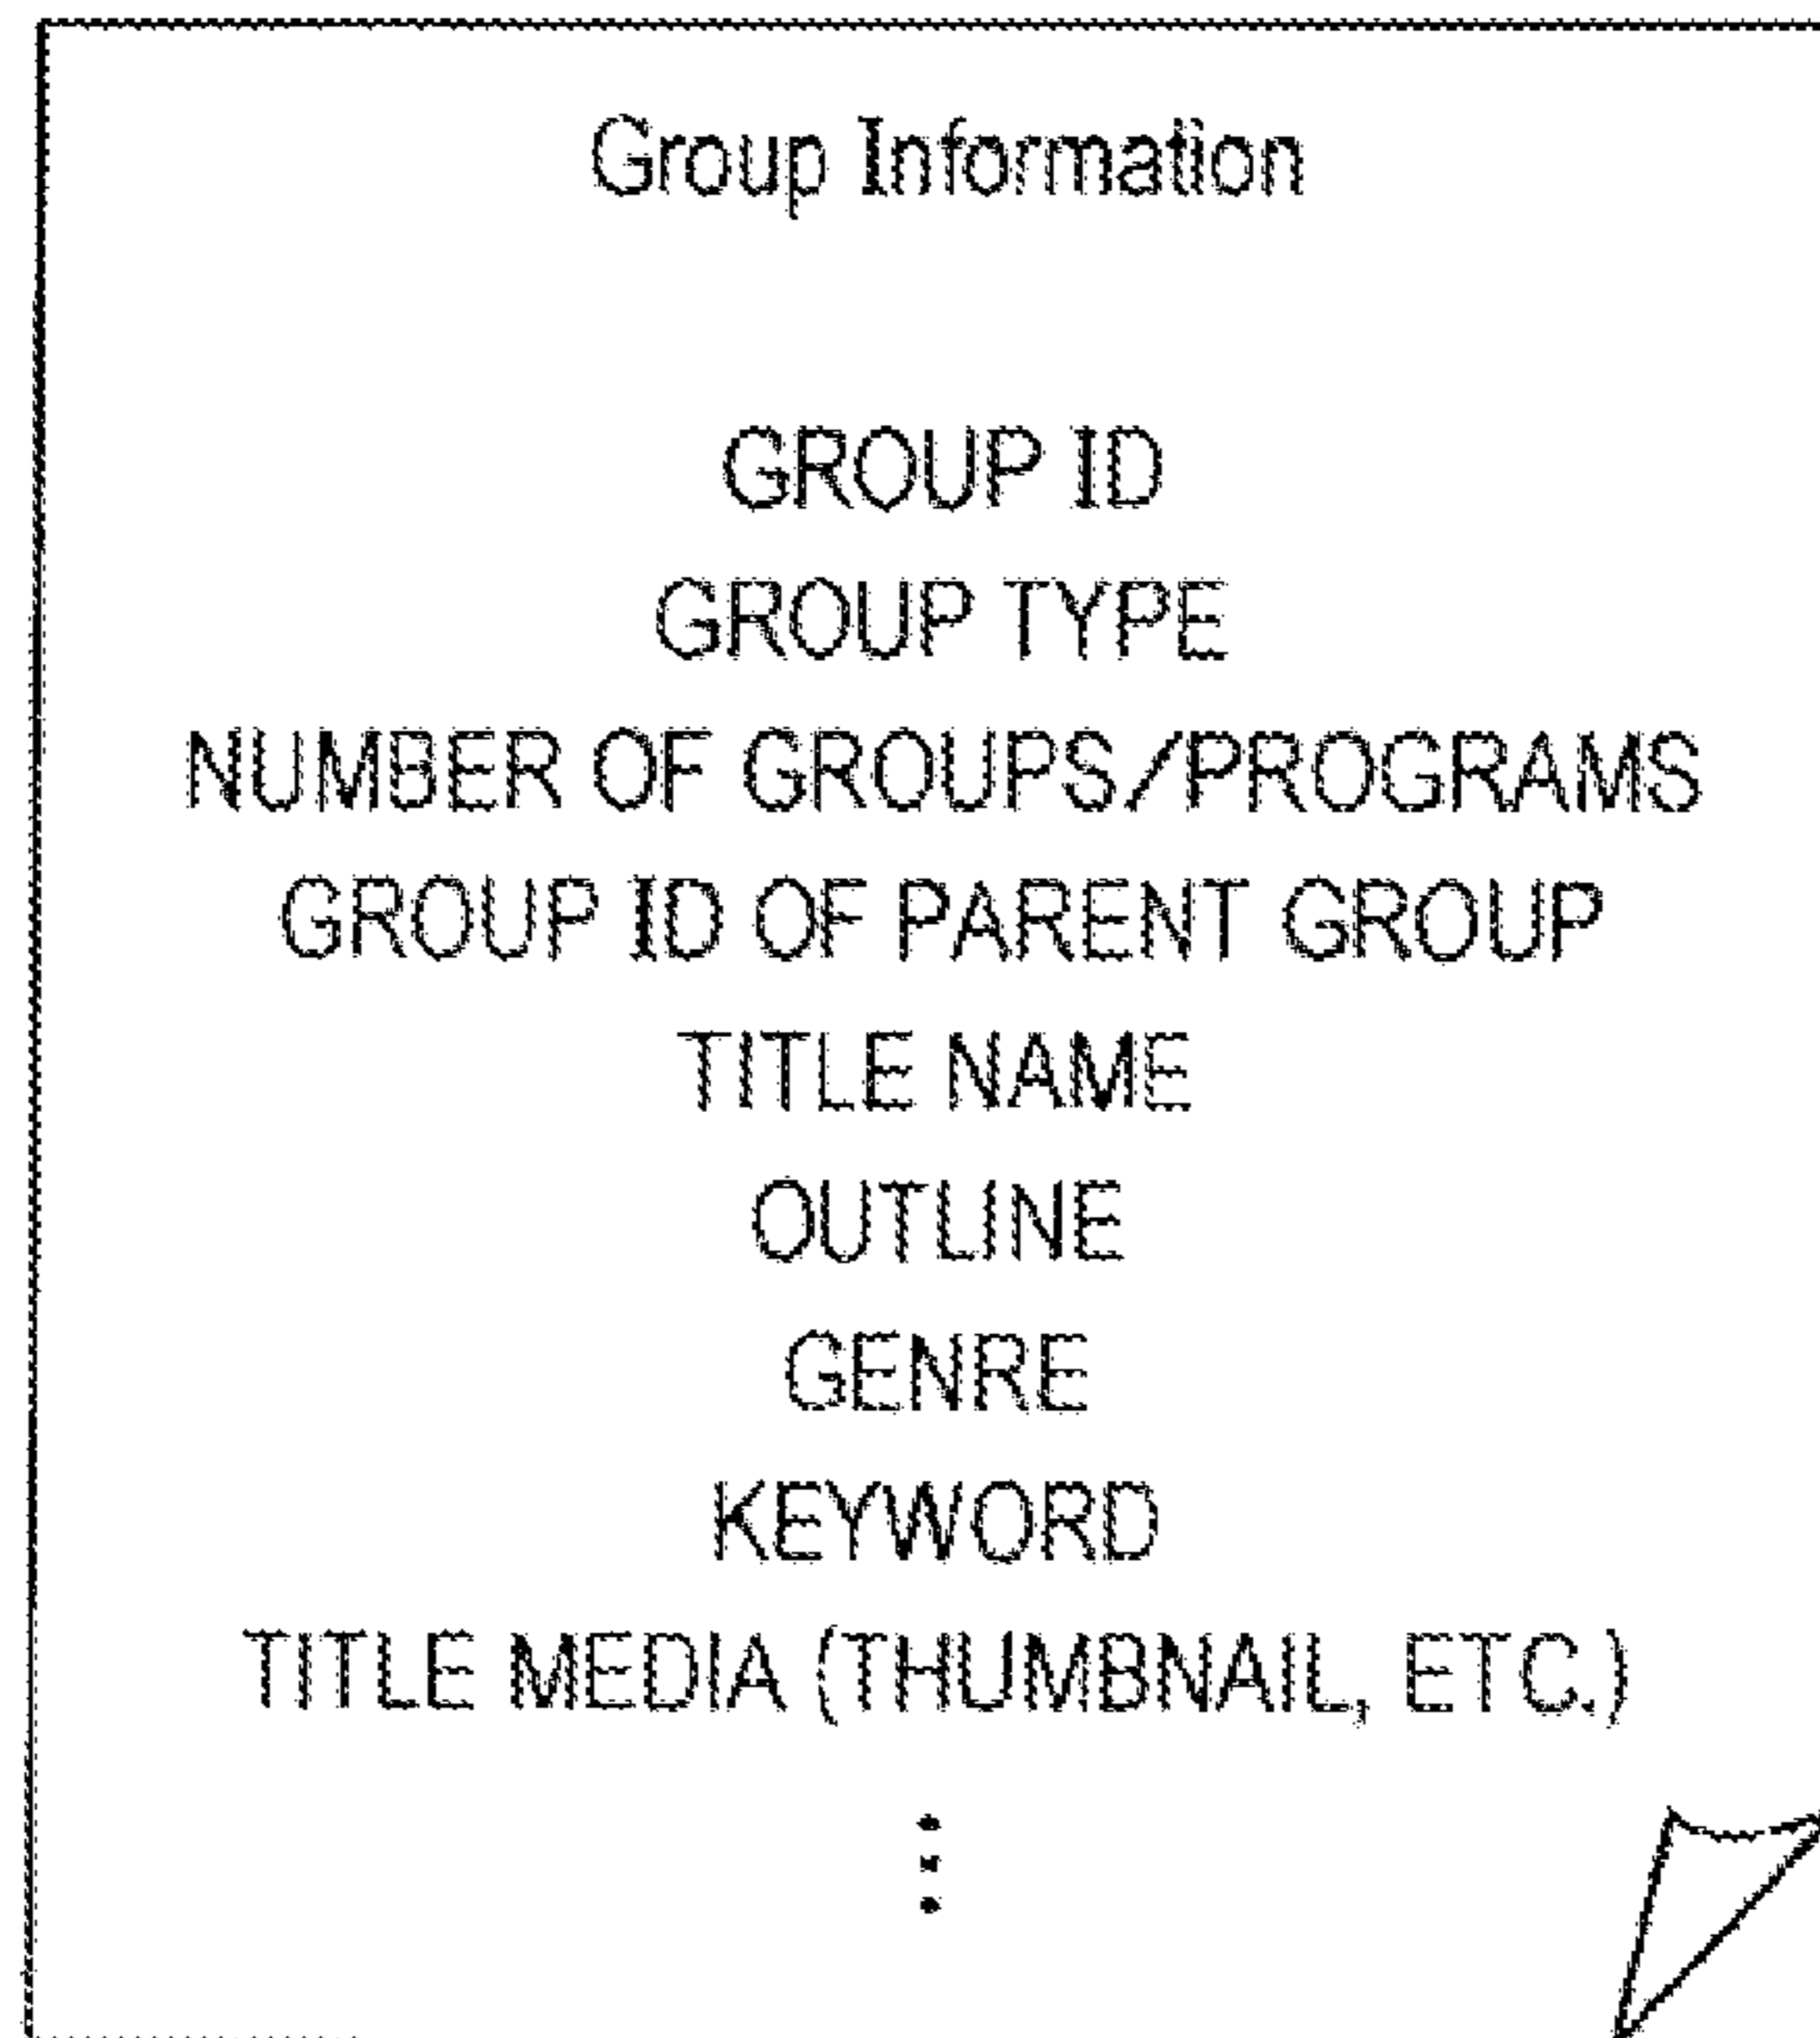 Group Information
GROUP ID
GROUP TYPE
NUMBER OF GROUPS/PROGRAMS
GROUP ID OF PARENT GROUP
TITLE NAME
OUTLINE
GENRE
KEYWORD
TITLE MEDIA (THUMBNAIL, ETC.)